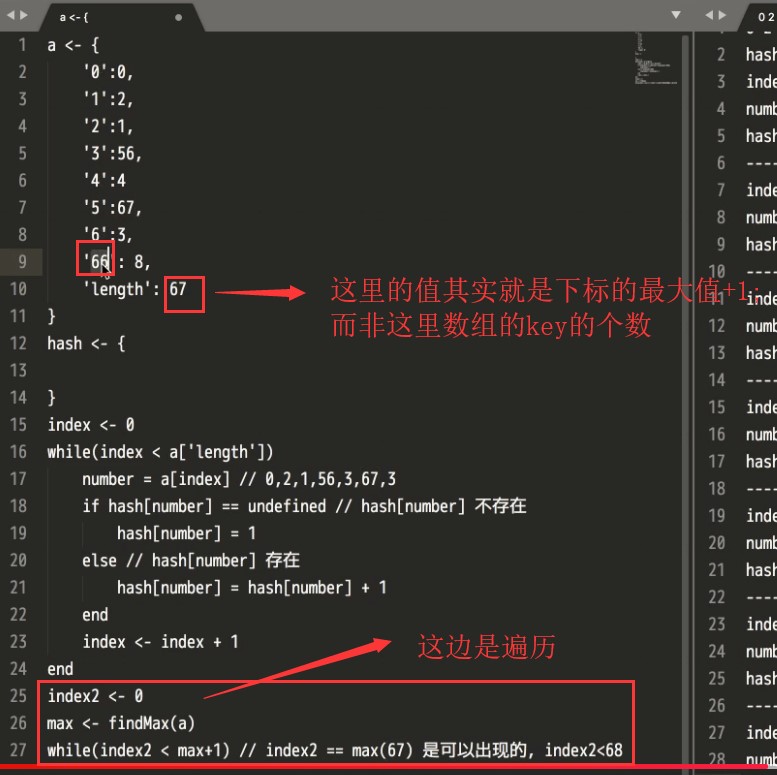 a <- {
1 a <- {
2 '0':0,
3 '1':2,
4 '2':1,
5 '3':56,
6 '4':4
7 '5':67,
8 '6':3,
9 '66': 8,
10 'length': 67
这里的值其实就是下标的最大值+1;
而非这里数组的key的个数
11 }
12 hash <- {
13
14 }
15 index <- 0
16 while(index < a['length'])
17 number = a[index] // 0,2,1,56,3,67,3
18 if hash[number] == undefined // hash[number] 不存在
19 hash[number] = 1
20 else // hash[number] 存在
21 hash[number] = hash[number] + 1
22 end
23 index <- index + 1
这边是遍历
24 end
25 index2 <- 0
26 max <- findMax(a)
27 while(index2 < max+1) // index2 == max(67) 是可以出现的, index2<68
0 2
2 hash
3 inde
4 numb
5 hash
6 ----
7 inde
8 numb
9 hash
10 ----
11 inde
12 numb
13 hash
14 ----
15 inde
16 numb
17 hash
18 ----
19 inde
20 numb
21 hash
22 ----
23 inde
24 numb
25 hash
26 ----
27 inde
28 numb